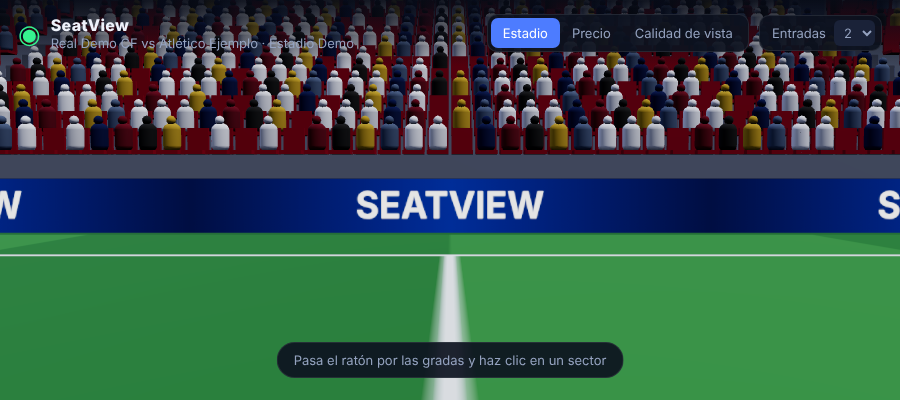 SeatView
Real Demo CF vs Atlético Ejemplo · Estadio Demo
Estadio
Precio
Calidad de vista
Entradas
2
W
SEATVIEW
S
Pasa el ratón por las gradas y haz clic en un sector